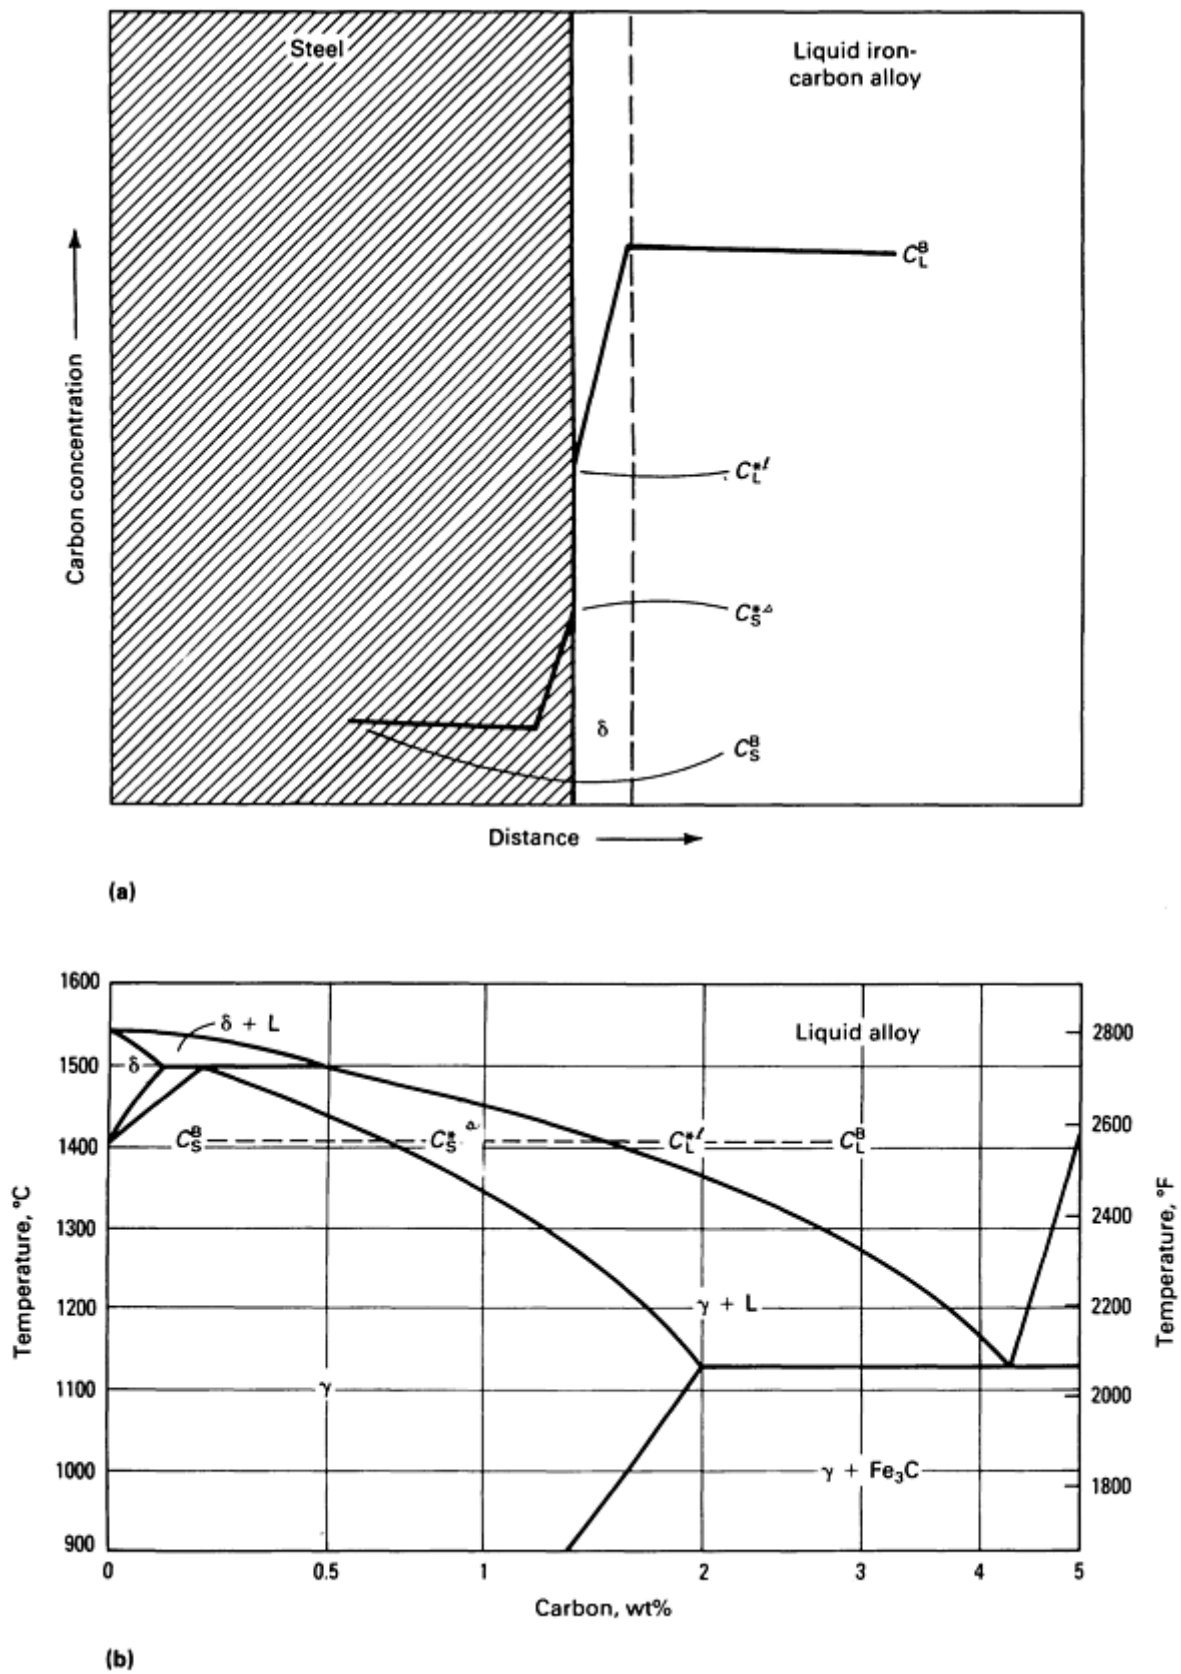 Steel
Liquid iron-
carbon alloy
Carbon concentration
C_L^B
C_L^{*l}
C_S^{*s}
δ
C_S^B
Distance
(a)
1600
1500
1400
1300
1200
1100
1000
900
Temperature, °C
δ + L
δ
Liquid alloy
C_S^B
C_S^{*s}
C_L^{*l}
C_L^B
γ + L
γ
γ + Fe₃C
2800
2600
2400
2200
2000
1800
Temperature, °F
0 0.5 1 2 3 4 5
Carbon, wt%
(b)